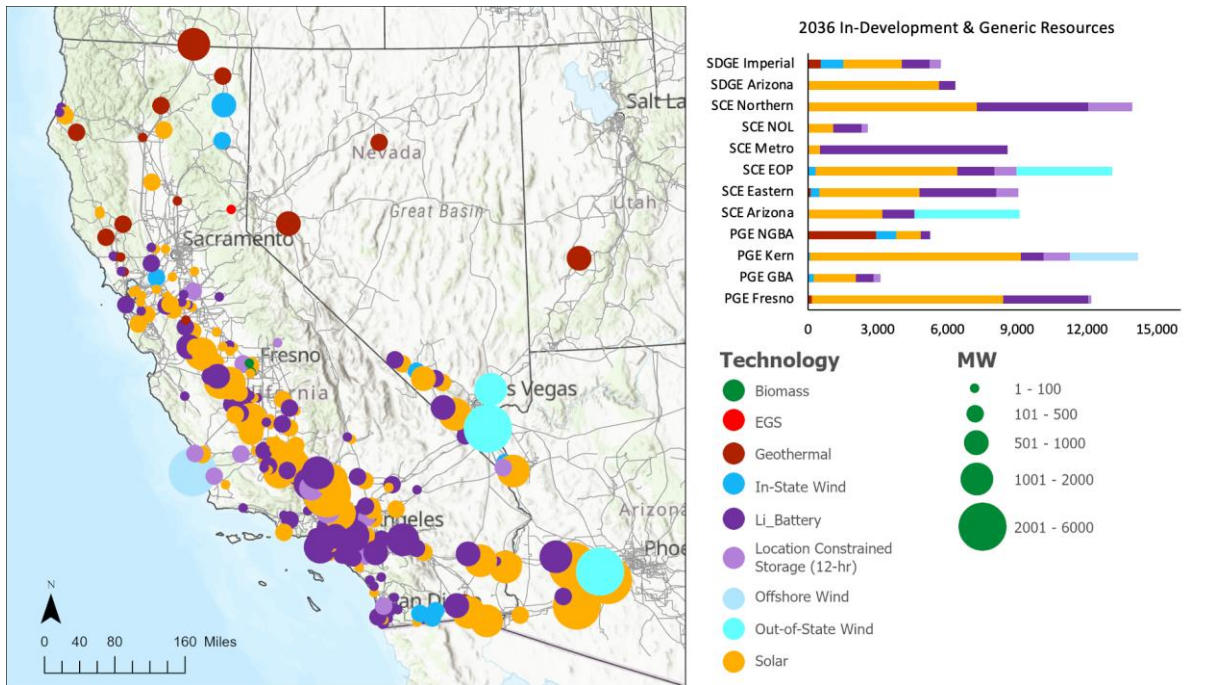 Salt La
Nevada
Great Basin
Utah
Sacramento
Fresno
lifornia
s Vegas
Arizona
ngeles
Phoe
an Di
N
0 40 80 160 Miles
2036 In-Development & Generic Resources
SDGE Imperial
SDGE Arizona
SCE Northern
SCE NOL
SCE Metro
SCE EOP
SCE Eastern
SCE Arizona
PGE NGBA
PGE Kern
PGE GBA
PGE Fresno
0 3,000 6,000 9,000 12,000 15,000
Technology
Biomass
EGS
Geothermal
In-State Wind
Li_Battery
Location Constrained
Storage (12-hr)
Offshore Wind
Out-of-State Wind
Solar
MW
1 - 100
101 - 500
501 - 1000
1001 - 2000
2001 - 6000